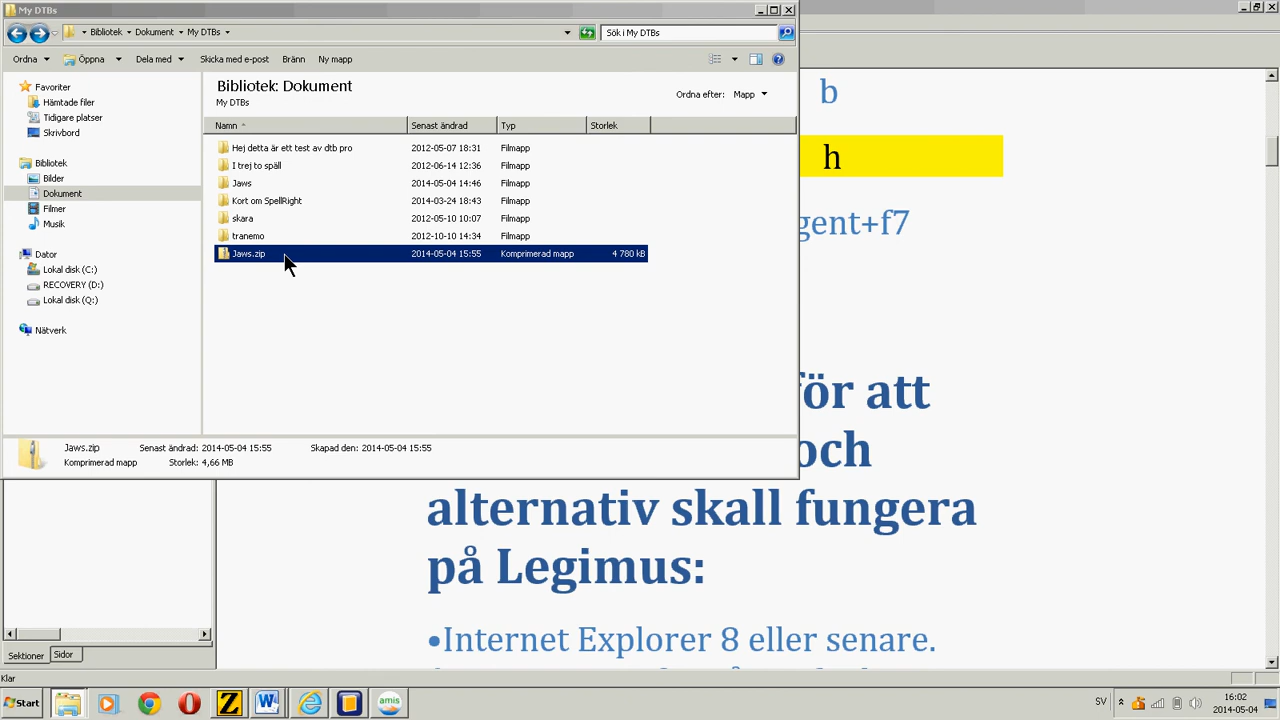 My DTBs
Bibliotek ▸ Dokument ▸ My DTBs
Sök i My DTBs
Ordna
Öppna
Dela med
Skicka med e-post
Bränn
Ny mapp
Favoriter
Hämtade filer
Tidigare platser
Skrivbord
Bibliotek
Bilder
Dokument
Filmer
Musik
Dator
Lokal disk (C:)
RECOVERY (D:)
Lokal disk (Q:)
Nätverk
Bibliotek: Dokument
My DTBs
Ordna efter: Mapp
Namn Senast ändrad Typ Storlek
Hej detta är ett test av dtb pro 2012-05-07 18:31 Filmapp
I trej to späll 2012-06-14 12:36 Filmapp
Jaws 2014-05-04 14:46 Filmapp
Kort om SpellRight 2014-03-24 18:43 Filmapp
skara 2012-05-10 10:07 Filmapp
tranemo 2012-10-10 14:34 Filmapp
Jaws.zip 2014-05-04 15:55 Komprimerad mapp 4 780 kB
Jaws.zip Senast ändrad: 2014-05-04 15:55 Skapad den: 2014-05-04 15:55
Komprimerad mapp Storlek: 4,66 MB
b
h
gent+f7
för att
och
alternativ skall fungera
på Legimus:
•Internet Explorer 8 eller senare.
Sektioner Sidor
Klar
Start
Z
W
amis
SV
16:02
2014-05-04